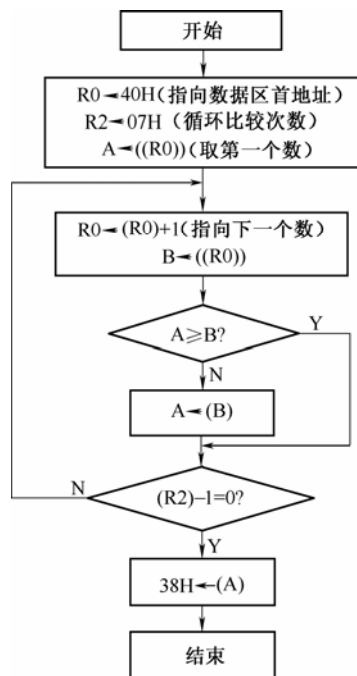 开始
R0←40H(指向数据区首地址)
R2←07H (循环比较次数)
A←((R0))(取第一个数)
R0←(R0)+1(指向下一个数)
B←((R0))
A≥B?
Y
N
A←(B)
N
(R2)−1=0?
Y
38H←(A)
结束